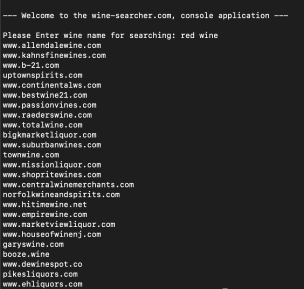 --- Welcome to the wine-searcher.com, console application ---
Please Enter wine name for searching: red wine
www.allendalewine.com
www.kahnsfinewines.com
www.b-21.com
uptownspirits.com
www.continentalws.com
www.bestwine21.com
www.passionvines.com
www.raederswine.com
www.totalwine.com
bigmarketliquor.com
www.suburbanwines.com
townwine.com
www.missionliquor.com
www.shopritewines.com
www.centralwinemerchants.com
norfolkwineandspirits.com
www.hitimewine.net
www.empirewine.com
www.marketviewliquor.com
www.houseofwinenj.com
garyswine.com
booze.wine
www.dewinespot.co
pikesliquors.com
www.ehliquors.com